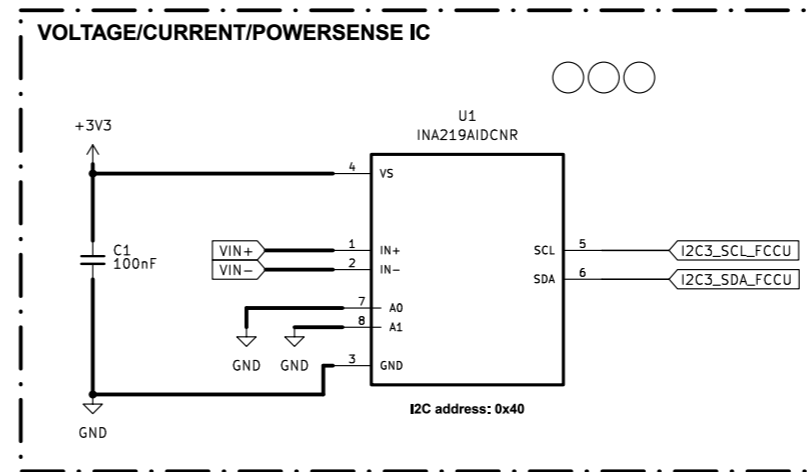 VOLTAGE/CURRENT/POWERSENSE IC
U1
INA219AIDCNR
+3V3
4 VS
C1
100nF
VIN+ 1 IN+
VIN- 2 IN-
SCL 5 I2C3_SCL_FCCU
SDA 6 I2C3_SDA_FCCU
7 A0
8 A1
GND GND 3 GND
I2C address: 0x40
GND